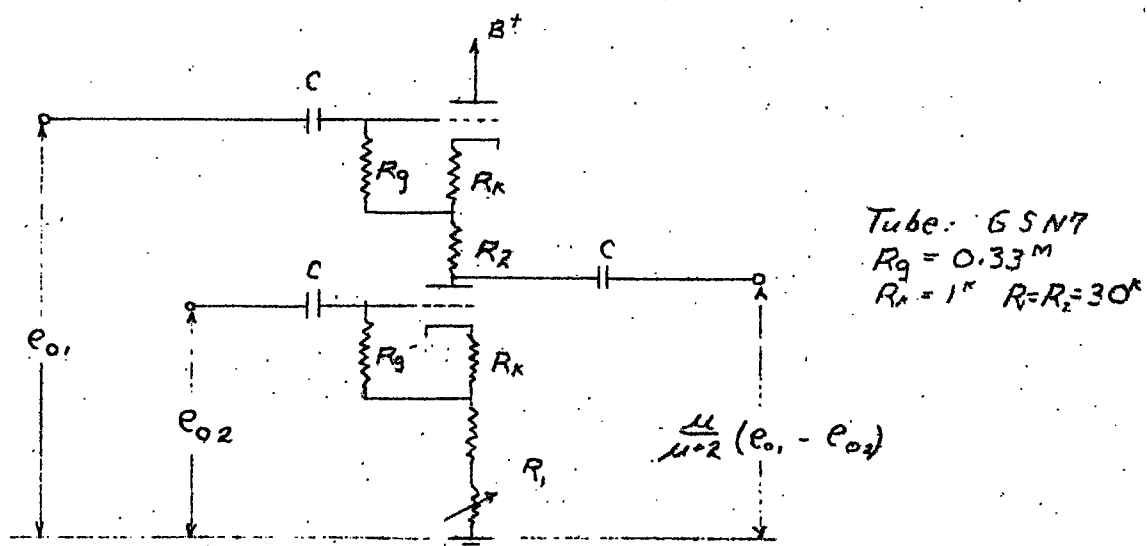 B+
C
Rg
Rk
R2
C
C
Rg
Rk
R1
eo1
eo2
μ/μ+2 (eo1 - eo2)
Tube: 6SN7
Rg = 0.33M
Rk = 1K R1=R2=30K